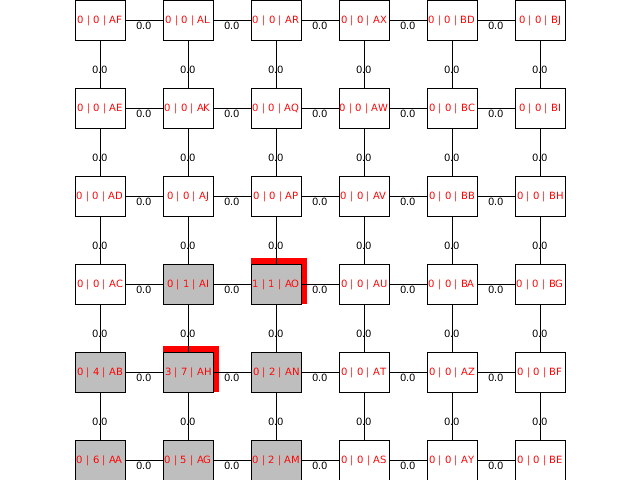 0 | 0 | AF 0.0 0 | 0 | AL 0.0 0 | 0 | AR 0.0 0 | 0 | AX 0.0 0 | 0 | BD 0.0 0 | 0 | BJ
0.0 0.0 0.0 0.0 0.0 0.0
0 | 0 | AE 0.0 0 | 0 | AK 0.0 0 | 0 | AQ 0.0 0 | 0 | AW 0.0 0 | 0 | BC 0.0 0 | 0 | BI
0.0 0.0 0.0 0.0 0.0 0.0
0 | 0 | AD 0.0 0 | 0 | AJ 0.0 0 | 0 | AP 0.0 0 | 0 | AV 0.0 0 | 0 | BB 0.0 0 | 0 | BH
0.0 0.0 0.0 0.0 0.0 0.0
0 | 0 | AC 0.0 0 | 1 | AI 0.0 1 | 1 | AO 0.0 0 | 0 | AU 0.0 0 | 0 | BA 0.0 0 | 0 | BG
0.0 0.0 0.0 0.0 0.0 0.0
0 | 4 | AB 0.0 3 | 7 | AH 0.0 0 | 2 | AN 0.0 0 | 0 | AT 0.0 0 | 0 | AZ 0.0 0 | 0 | BF
0.0 0.0 0.0 0.0 0.0 0.0
0 | 6 | AA 0.0 0 | 5 | AG 0.0 0 | 2 | AM 0.0 0 | 0 | AS 0.0 0 | 0 | AY 0.0 0 | 0 | BE